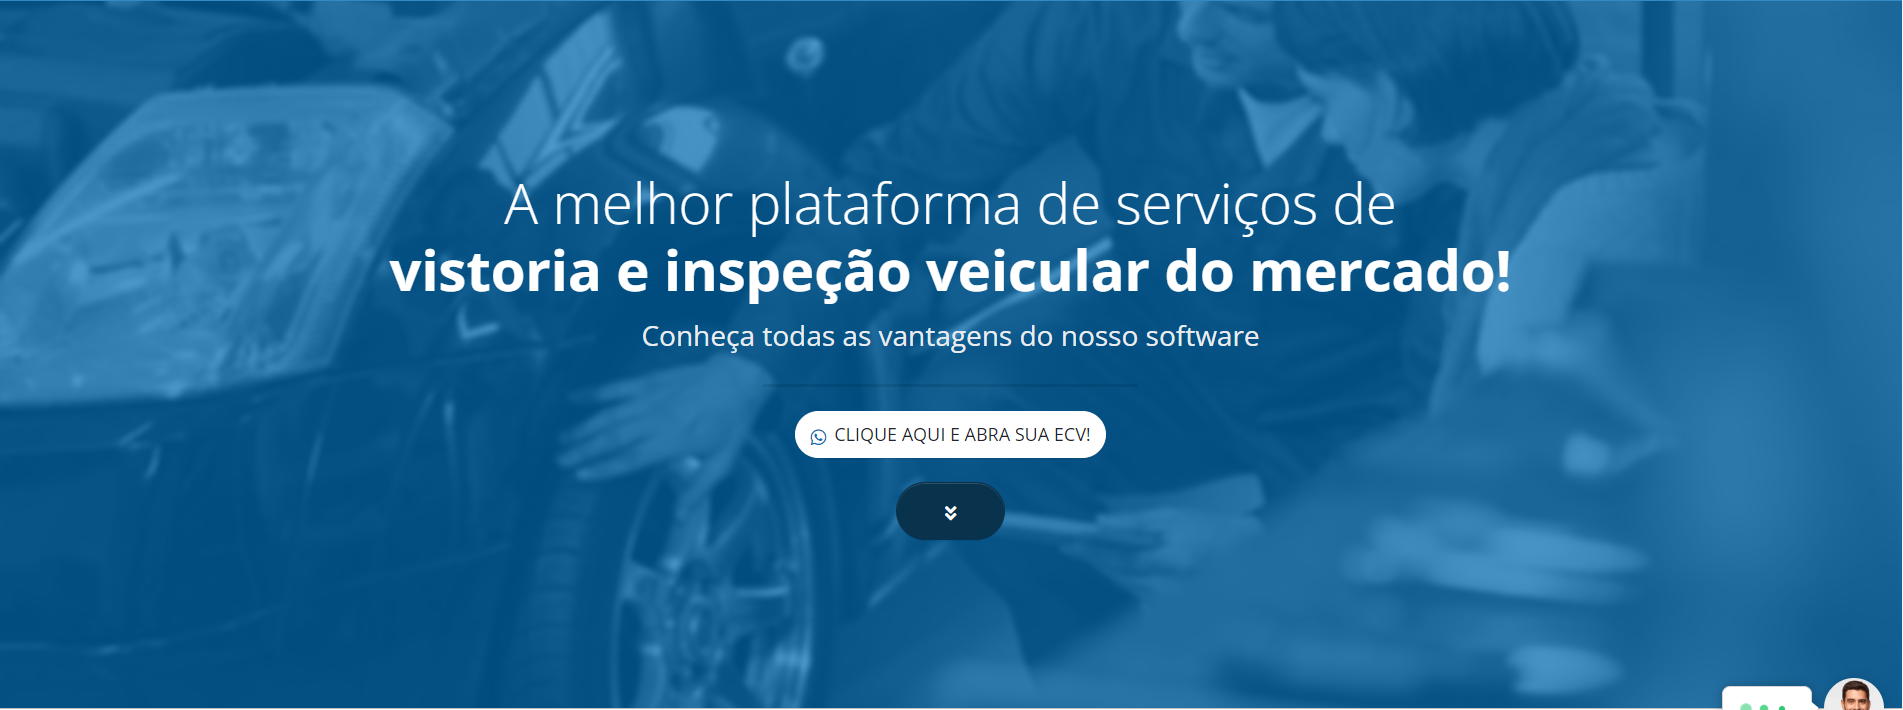 A melhor plataforma de serviços de
vistoria e inspeção veicular do mercado!
Conheça todas as vantagens do nosso software
CLIQUE AQUI E ABRA SUA ECV!